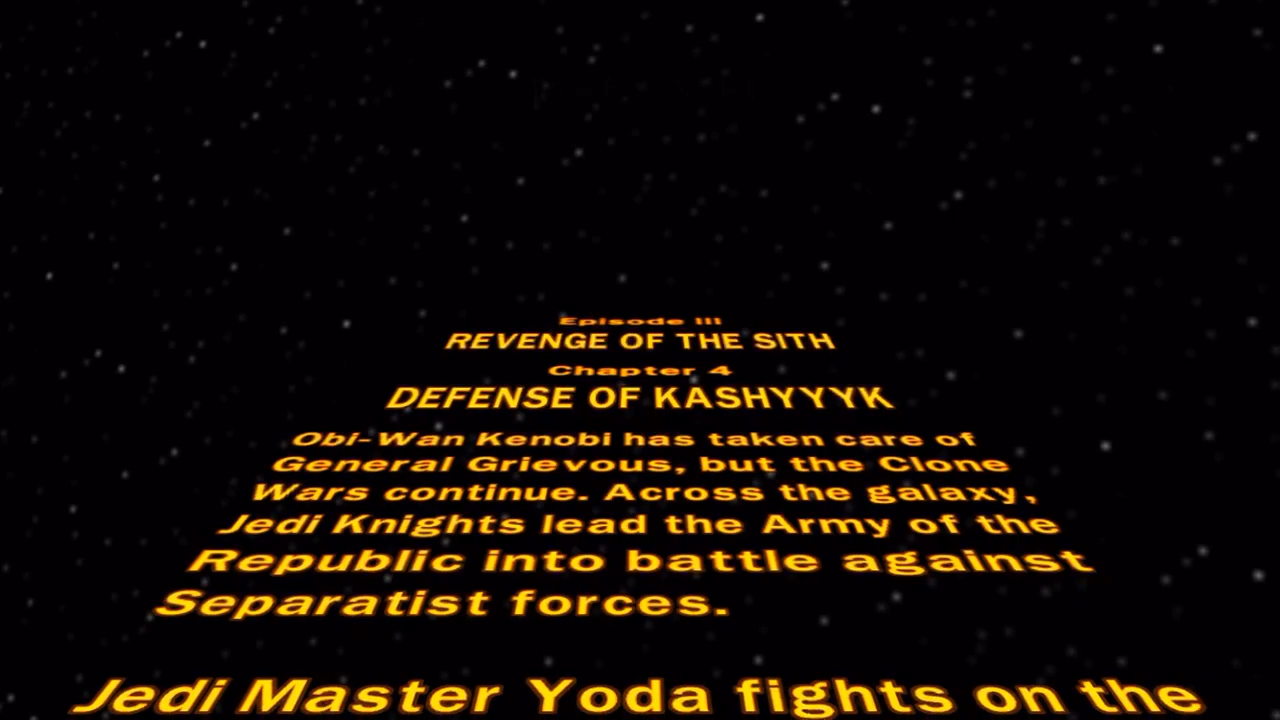 Episode III
REVENGE OF THE SITH
Chapter 4
DEFENSE OF KASHYYYK
Obi-Wan Kenobi has taken care of
General Grievous, but the Clone
Wars continue. Across the galaxy,
Jedi Knights lead the Army of the
Republic into battle against
Separatist forces.
Jedi Master Yoda fights on the